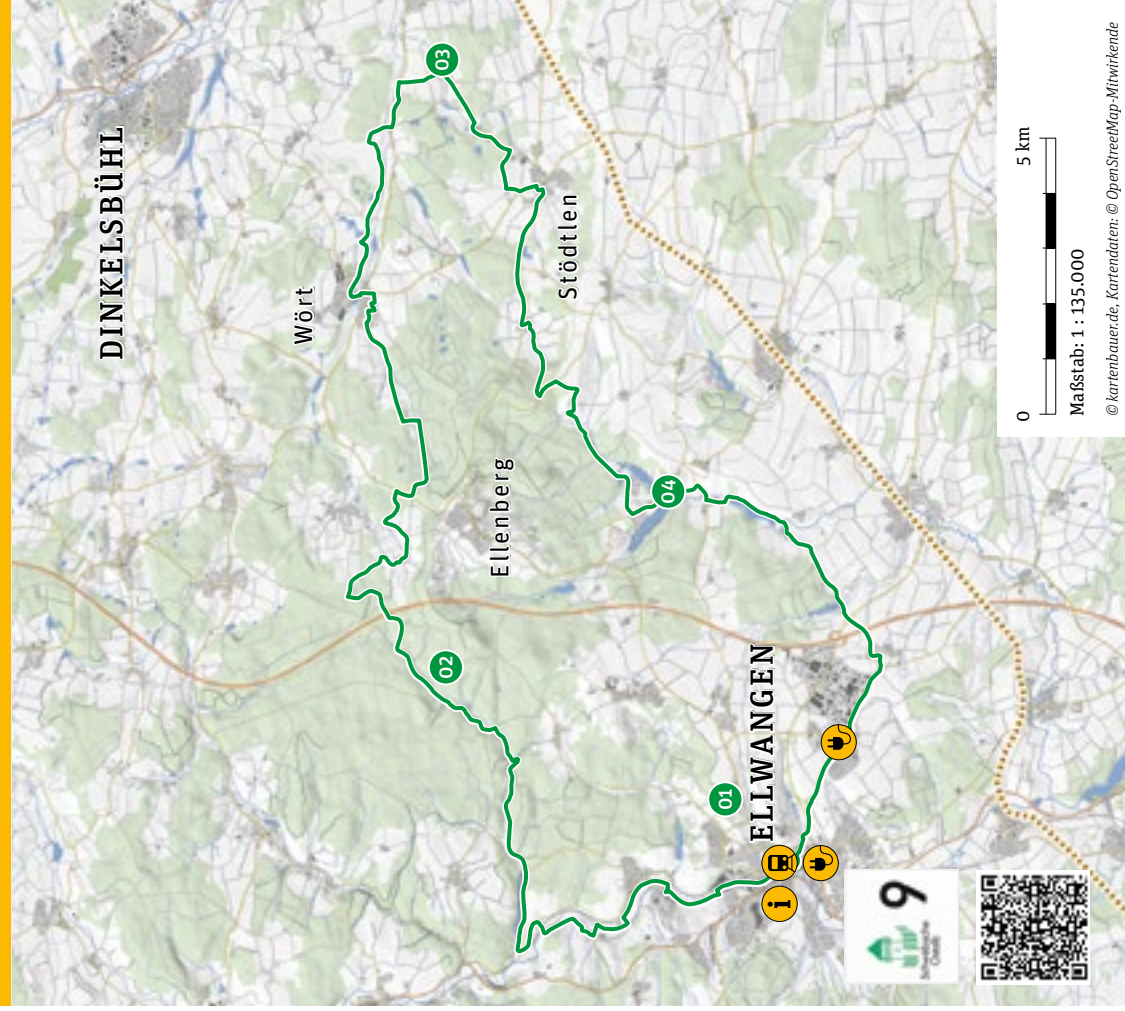 DINKELSBÜHL
Wört
03
Stödtlen
Ellenberg
02
04
01
ELLWANGEN
i
9
0 5 km
Maßstab: 1 : 135.000
© kartenbauer.de, Kartendaten: © OpenStreetMap-Mitwirkende